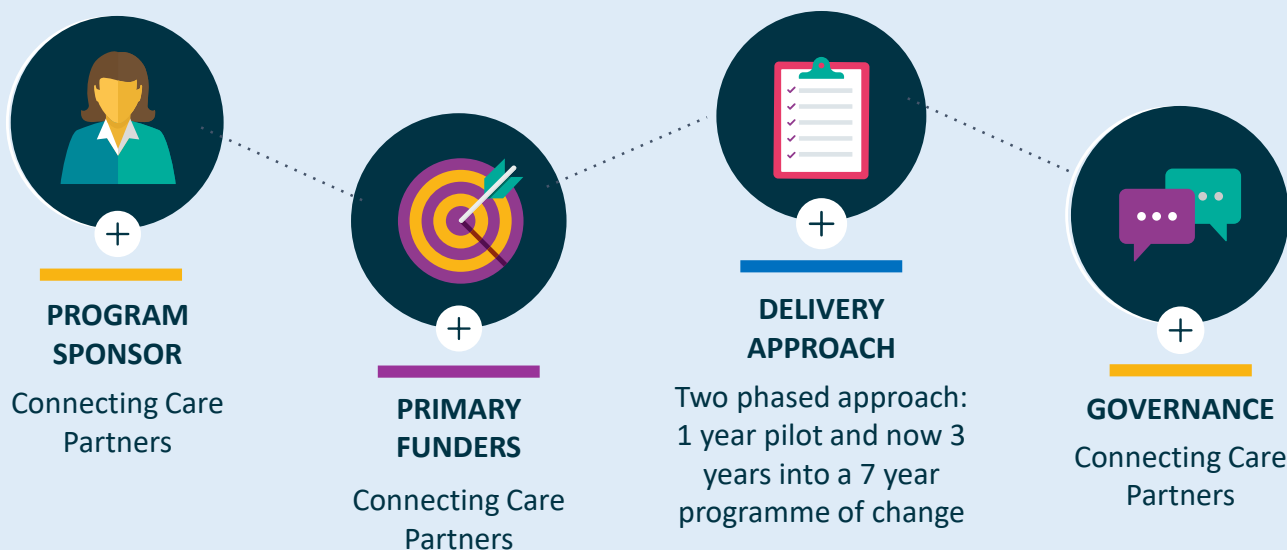 PROGRAM
SPONSOR
Connecting Care
Partners
PRIMARY
FUNDERS
Connecting Care
Partners
DELIVERY
APPROACH
Two phased approach:
1 year pilot and now 3
years into a 7 year
programme of change
GOVERNANCE
Connecting Care
Partners